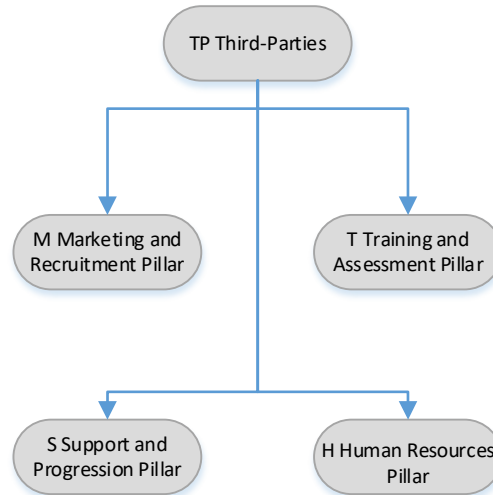 TP Third-Parties
M Marketing and
Recruitment Pillar
T Training and
Assessment Pillar
S Support and
Progression Pillar
H Human Resources
Pillar